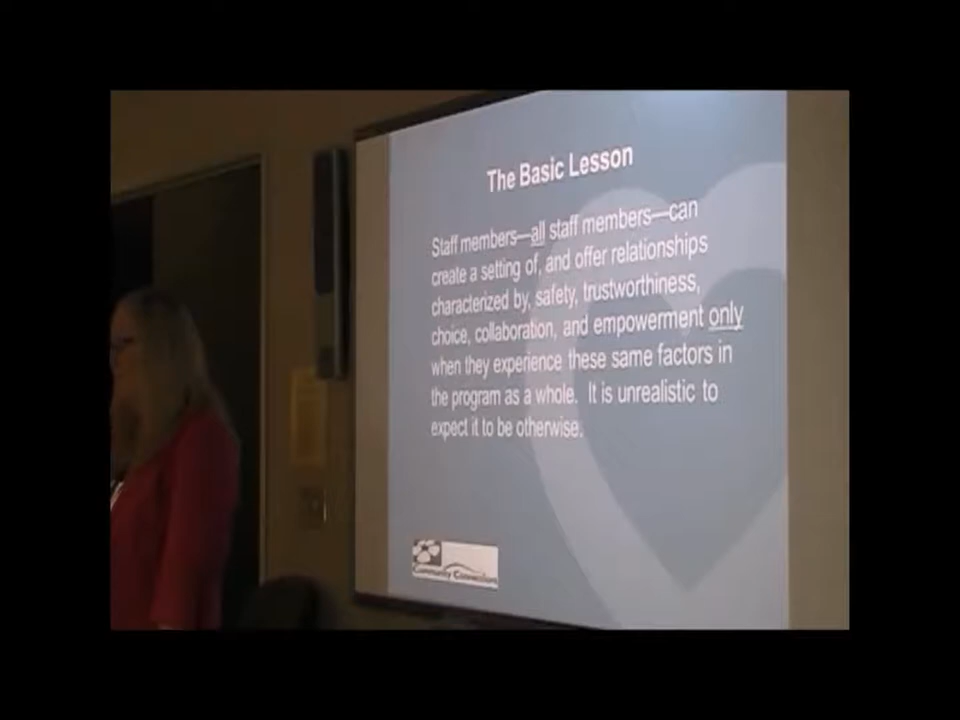 The Basic Lesson
Staff members—all staff members—can
create a setting of, and offer relationships
characterized by, safety, trustworthiness,
choice, collaboration, and empowerment only
when they experience these same factors in
the program as a whole. It is unrealistic to
expect it to be otherwise.
Community Connections